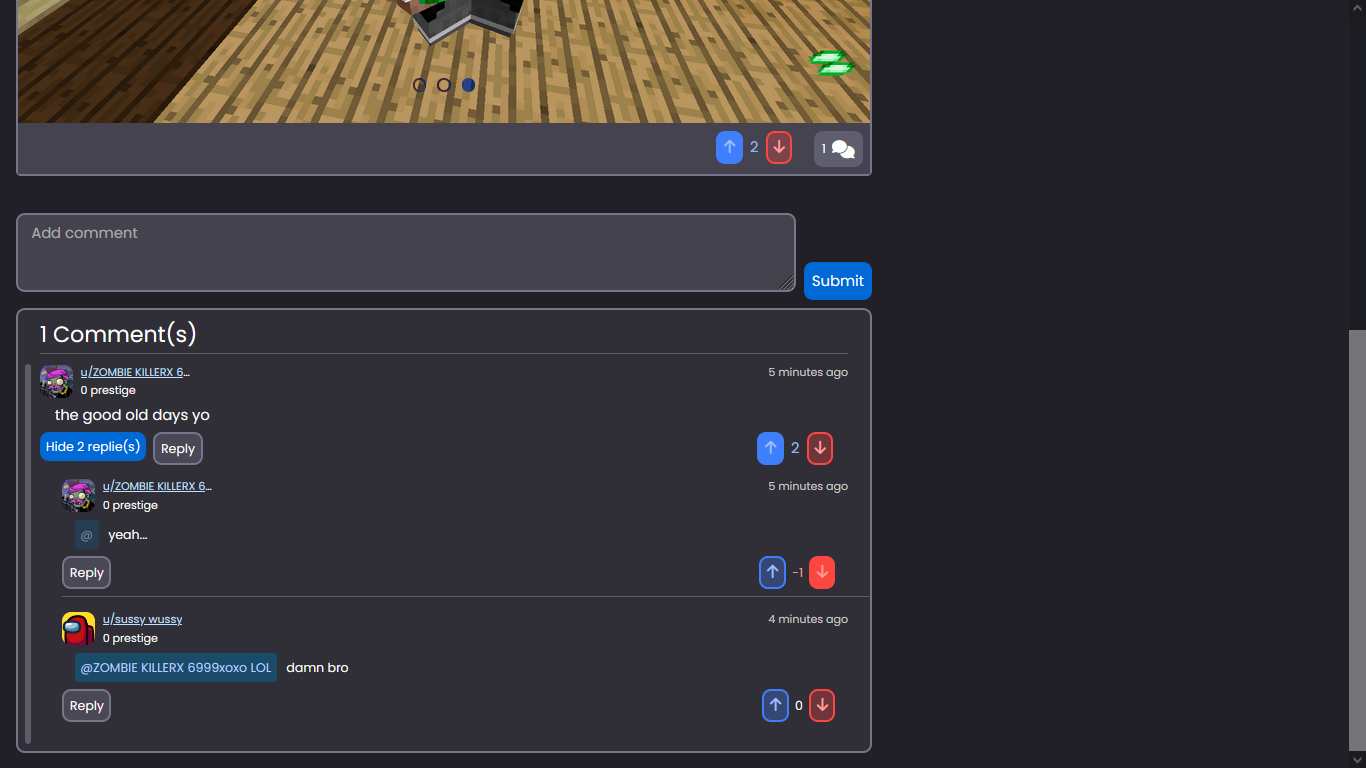 2
1
Add comment
Submit
1 Comment(s)
u/ZOMBIE KILLERX 6...
5 minutes ago
0 prestige
the good old days yo
Hide 2 replie(s)
Reply
2
u/ZOMBIE KILLERX 6...
5 minutes ago
0 prestige
@ yeah...
Reply
-1
u/sussy wussy
4 minutes ago
0 prestige
@ZOMBIE KILLERX 6999xoxo LOL damn bro
Reply
0